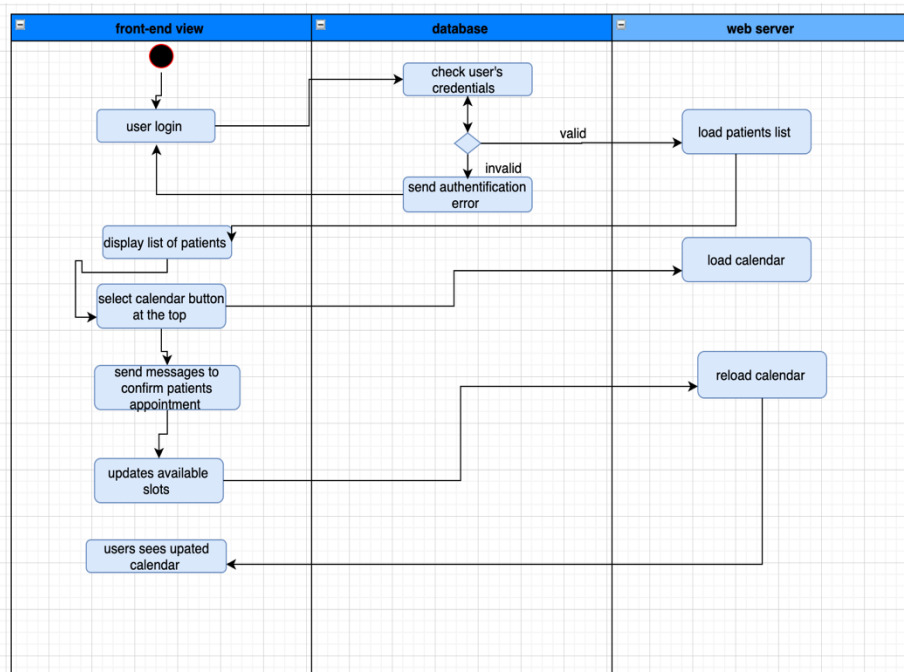 front-end view
database
web server
check user's
credentials
user login
valid
load patients list
invalid
send authentification
error
display list of patients
load calendar
select calendar button
at the top
send messages to
confirm patients
appointment
reload calendar
updates available
slots
users sees upated
calendar